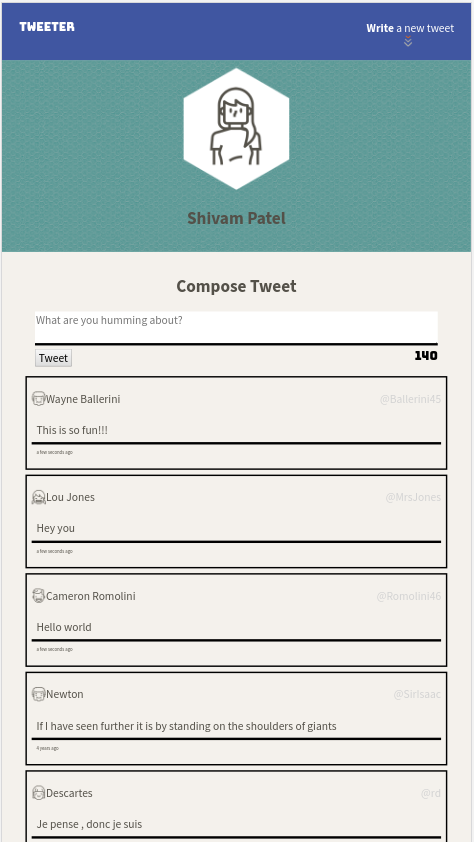 TWEETER
Write a new tweet
Shivam Patel
Compose Tweet
What are you humming about?
Tweet
140
Wayne Ballerini @Ballerini45
This is so fun!!!
a few seconds ago
Lou Jones @MrsJones
Hey you
a few seconds ago
Cameron Romolini @Romolini46
Hello world
a few seconds ago
Newton @SirIsaac
If I have seen further it is by standing on the shoulders of giants
4 years ago
Descartes @rd
Je pense , donc je suis